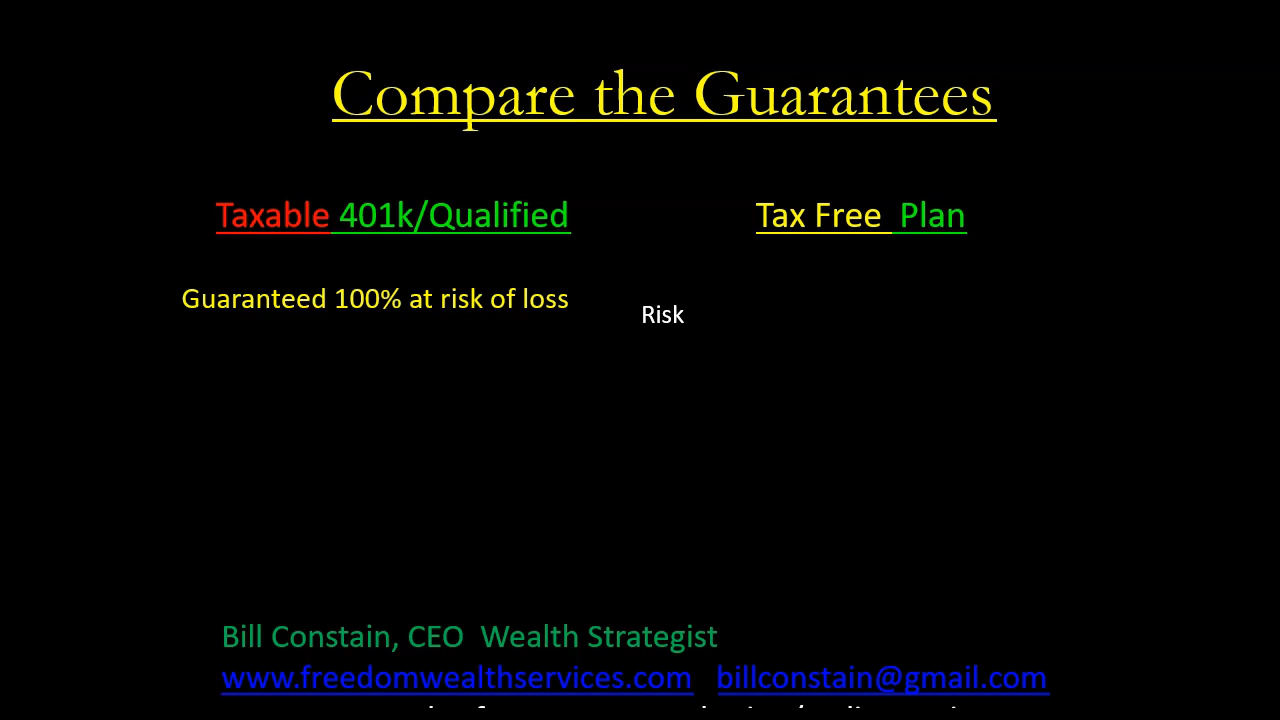 Compare the Guarantees
Taxable 401k/Qualified Tax Free Plan
Guaranteed 100% at risk of loss
Risk
Bill Constain, CEO Wealth Strategist
www.freedomwealthservices.com billconstain@gmail.com